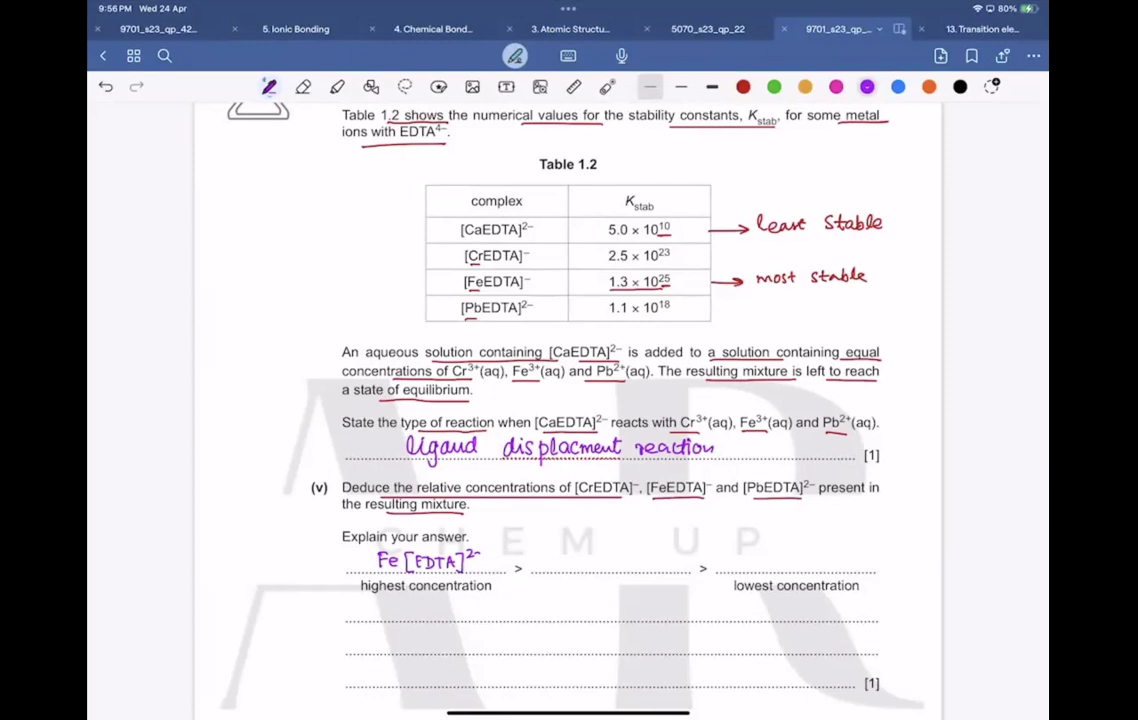 9:56 PM Wed 24 Apr
80%
9701_s23_qp_42...
5. Ionic Bonding
4. Chemical Bond...
3. Atomic Structu...
5070_s23_qp_22
9701_s23_qp_...
13. Transition ele...
Table 1.2 shows the numerical values for the stability constants, Kstab, for some metal
ions with EDTA⁴⁻.
Table 1.2
complex Kstab
[CaEDTA]²⁻ 5.0 × 10¹⁰ → least stable
[CrEDTA]⁻ 2.5 × 10²³
[FeEDTA]⁻ 1.3 × 10²⁵ → most stable
[PbEDTA]²⁻ 1.1 × 10¹⁸
An aqueous solution containing [CaEDTA]²⁻ is added to a solution containing equal
concentrations of Cr³⁺(aq), Fe³⁺(aq) and Pb²⁺(aq). The resulting mixture is left to reach
a state of equilibrium.
State the type of reaction when [CaEDTA]²⁻ reacts with Cr³⁺(aq), Fe³⁺(aq) and Pb²⁺(aq).
ligand displacment reaction [1]
(v) Deduce the relative concentrations of [CrEDTA]⁻, [FeEDTA]⁻ and [PbEDTA]²⁻ present in
the resulting mixture.
Explain your answer.
CHEM UP
Fe [EDTA]²⁻ > >
highest concentration lowest concentration
AR
[1]